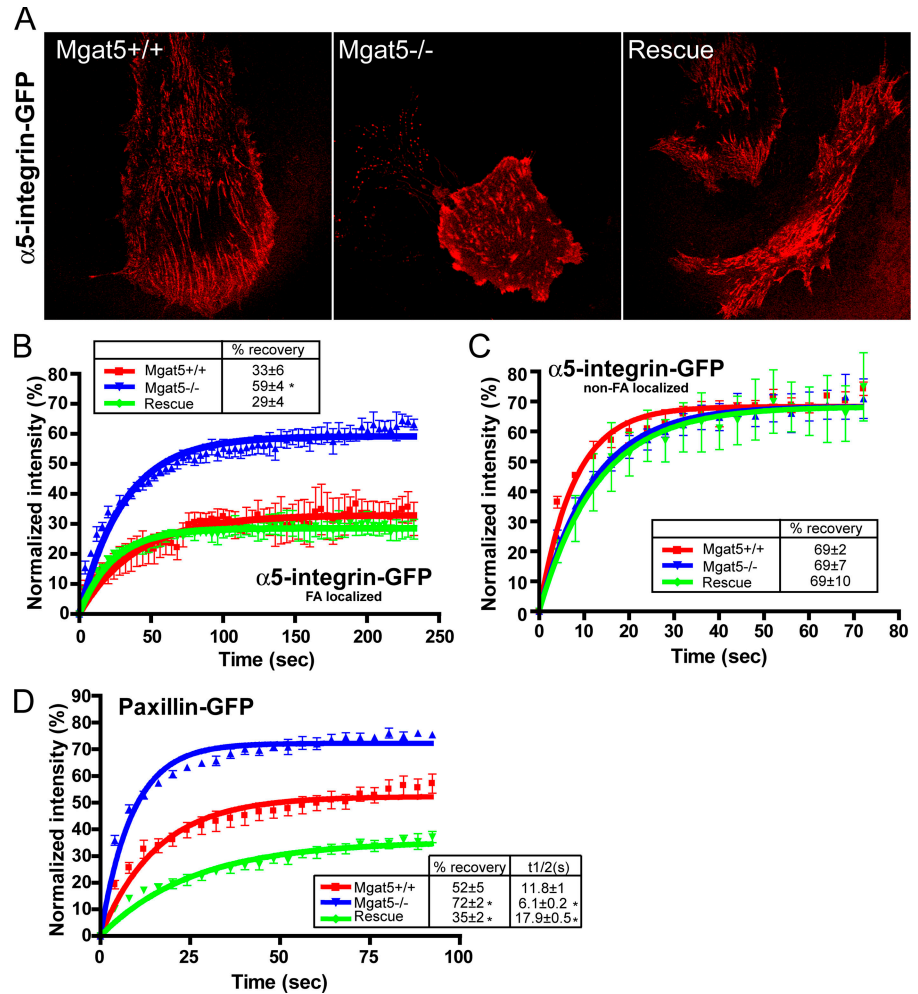 A
Mgat5+/+
Mgat5-/-
Rescue
α5-integrin-GFP
B
% recovery
Mgat5+/+ 33±6
Mgat5-/- 59±4 *
Rescue 29±4
Normalized intensity (%)
80
70
60
50
40
30
20
10
0
α5-integrin-GFP
FA localized
0 50 100 150 200 250
Time (sec)
C
α5-integrin-GFP
non-FA localized
Normalized intensity (%)
80
70
60
50
40
30
20
10
0
% recovery
Mgat5+/+ 69±2
Mgat5-/- 69±7
Rescue 69±10
0 10 20 30 40 50 60 70 80
Time (sec)
D
Paxillin-GFP
Normalized intensity (%)
90
80
70
60
50
40
30
20
10
0
% recovery t1/2(s)
Mgat5+/+ 52±5 11.8±1
Mgat5-/- 72±2 * 6.1±0.2 *
Rescue 35±2 * 17.9±0.5 *
0 25 50 75 100
Time (sec)